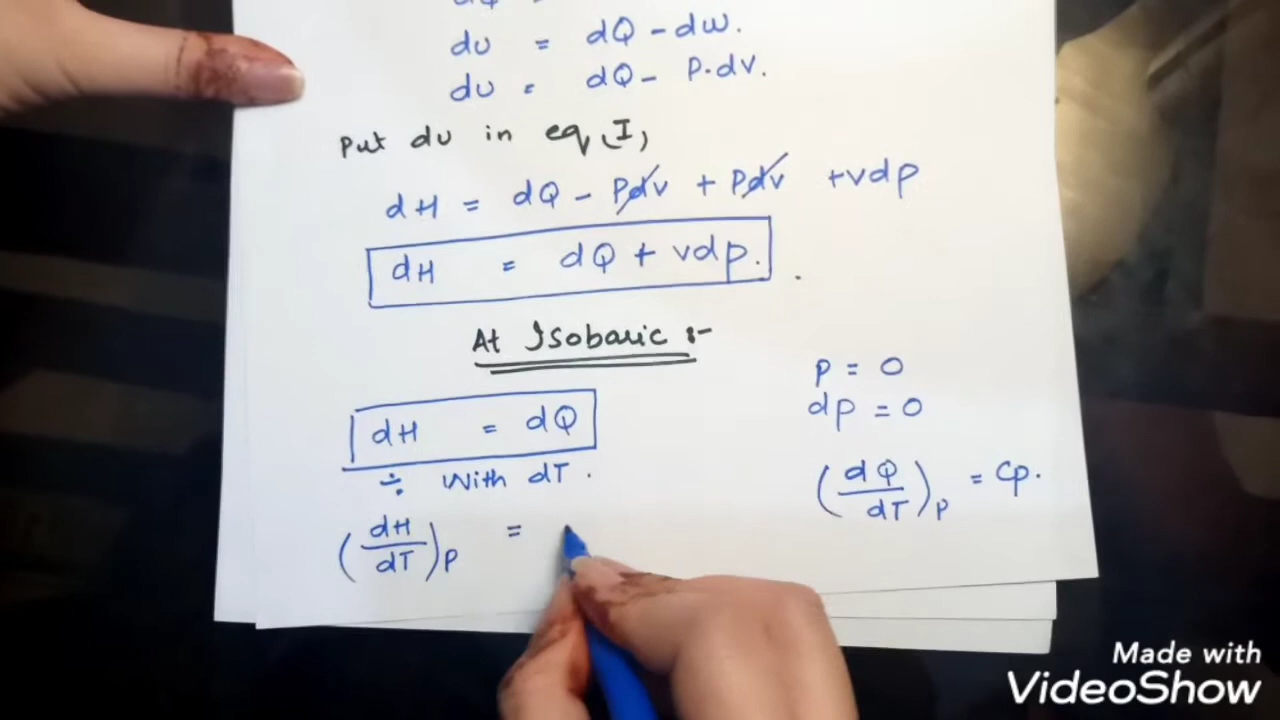 du = dQ - dw.
du = dQ - P.dv.
Put du in eq, I,
dH = dQ - Pdv + Pdv + vdp
dH = dQ + vdp.
At Isobaric :-
P = 0
dp = 0
dH = dQ
÷ With dT.
(dQ/dT)P = Cp.
(dH/dT)P =
Made with
VideoShow